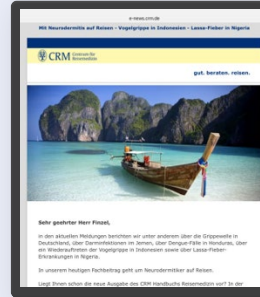 e-news.crm.de
Mit Neurodermitis auf Reisen - Vogelgrippe in Indonesien - Lassa-Fieber in Nigeria
CRM Centrum für
Reisemedizin
gut. beraten. reisen.
Sehr geehrter Herr Finzel,
in den aktuellen Meldungen berichten wir unter anderem über die Grippewelle in
Deutschland, über Darminfektionen im Jemen, über Dengue-Fälle in Honduras, über
ein Wiederauftreten der Vogelgrippe in Indonesien sowie über Lassa-Fieber-
Erkrankungen in Nigeria.
In unserem heutigen Fachbeitrag geht um Neurodermitiker auf Reisen.
Liegt Ihnen schon die neue Ausgabe des CRM Handbuchs Reisemedizin vor? In der